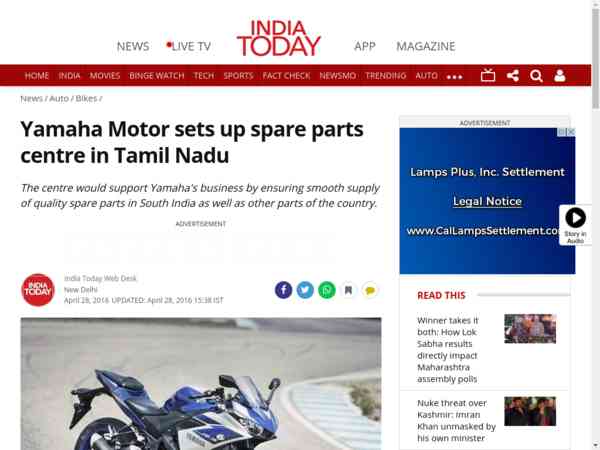 NEWS
LIVE TV
INDIA
TODAY
APP
MAGAZINE
HOME INDIA MOVIES BINGE WATCH TECH SPORTS FACT CHECK NEWSMO TRENDING AUTO
News / Auto / Bikes /
Yamaha Motor sets up spare parts
centre in Tamil Nadu
The centre would support Yamaha's business by ensuring smooth supply
of quality spare parts in South India as well as other parts of the country.
ADVERTISEMENT
INDIA
TODAY
India Today Web Desk
New Delhi
April 28, 2016 UPDATED: April 28, 2016 15:38 IST
YAMAHA
ADVERTISEMENT
Lamps Plus, Inc. Settlement
Legal Notice
www.CalLampsSettlement.com
Story in
Audio
READ THIS
Winner takes it
both: How Lok
Sabha results
directly impact
Maharashtra
assembly polls
Nuke threat over
Kashmir: Imran
Khan unmasked by
his own minister